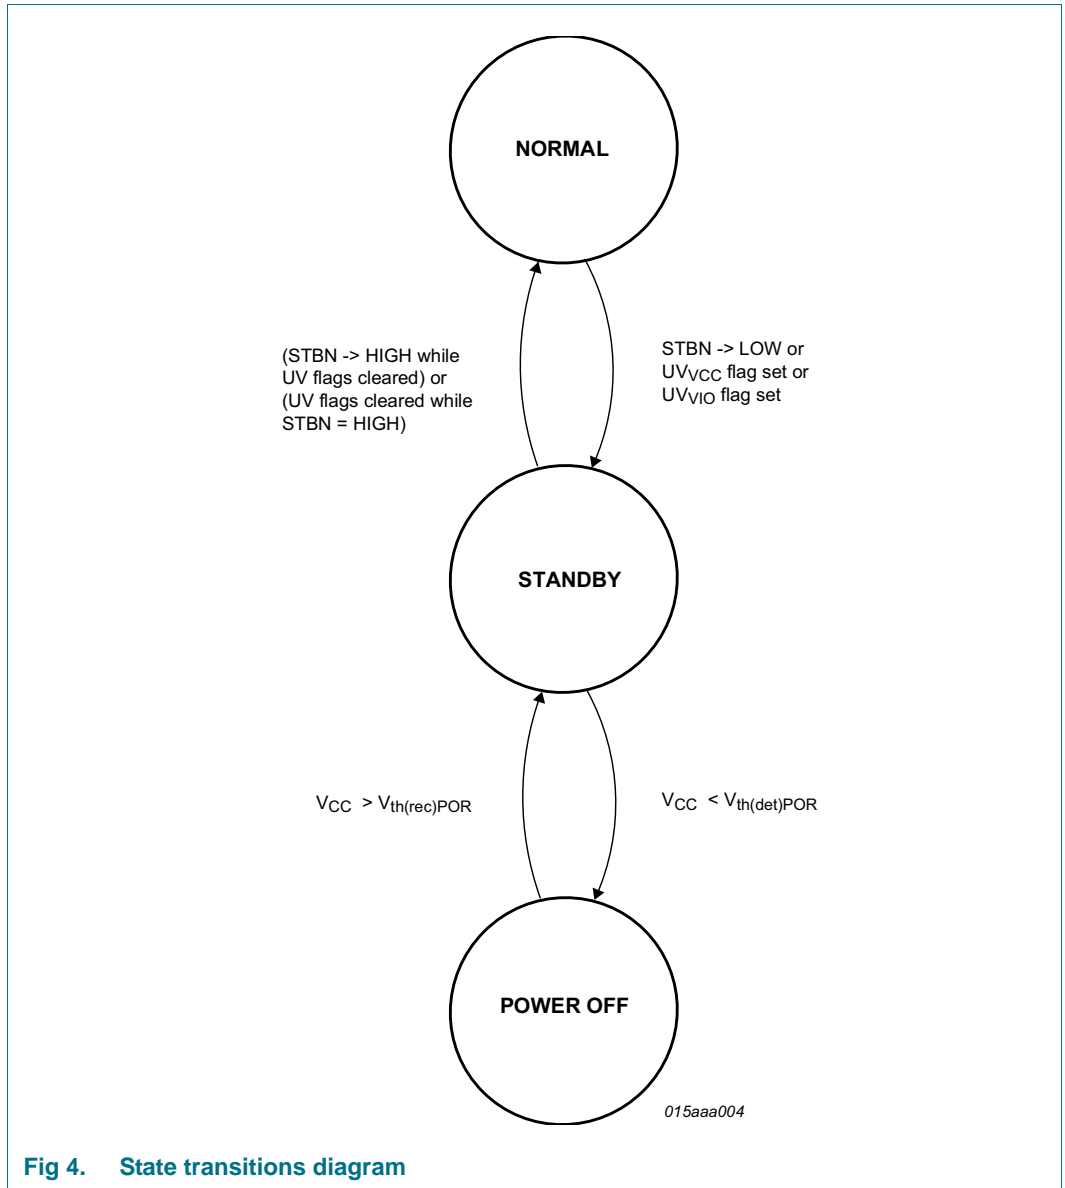 NORMAL
(STBN -> HIGH while
UV flags cleared) or
(UV flags cleared while
STBN = HIGH)
STBN -> LOW or
UVVCC flag set or
UVVIO flag set
STANDBY
VCC > Vth(rec)POR
VCC < Vth(det)POR
POWER OFF
015aaa004
Fig 4. State transitions diagram